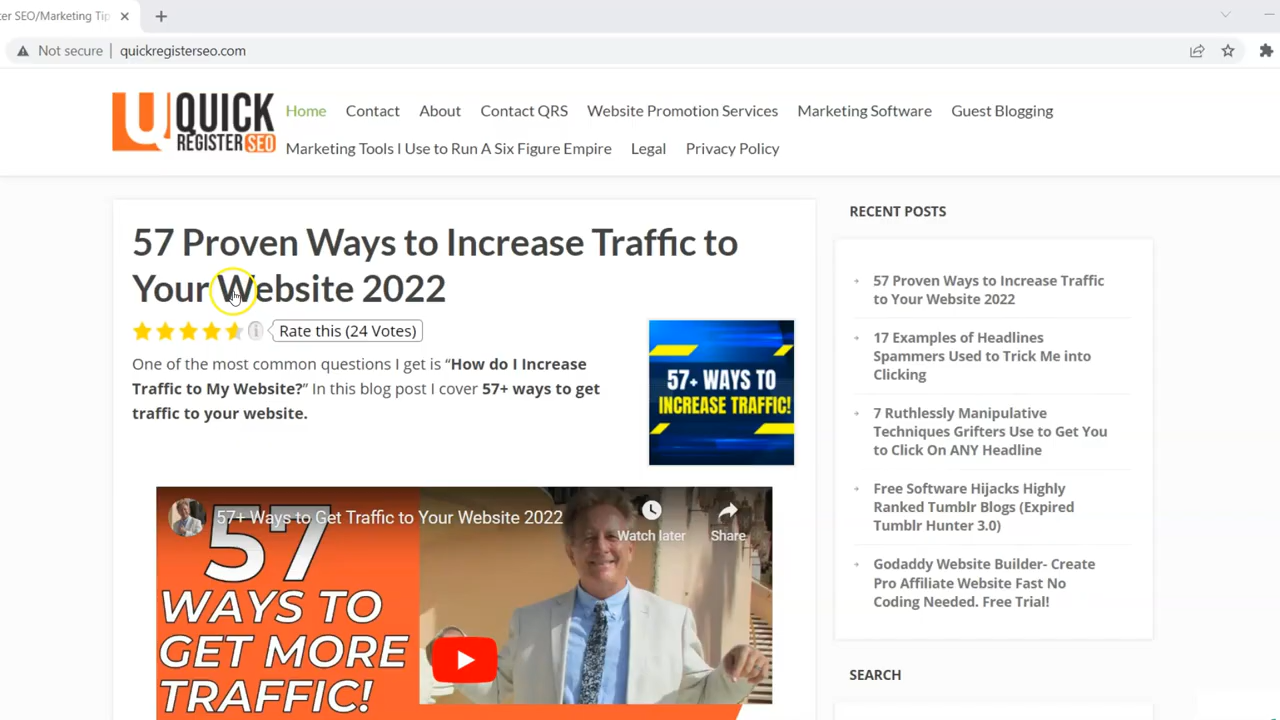 er SEO/Marketing Tip
Not secure | quickregisterseo.com
QUICK
REGISTER SEO
Home Contact About Contact QRS Website Promotion Services Marketing Software Guest Blogging
Marketing Tools I Use to Run A Six Figure Empire Legal Privacy Policy
57 Proven Ways to Increase Traffic to
Your Website 2022
Rate this (24 Votes)
One of the most common questions I get is “How do I Increase
Traffic to My Website?” In this blog post I cover 57+ ways to get
traffic to your website.
57+ WAYS TO
INCREASE TRAFFIC!
57+ Ways to Get Traffic to Your Website 2022
Watch later
Share
57
WAYS TO
GET MORE
TRAFFIC!
RECENT POSTS
57 Proven Ways to Increase Traffic
to Your Website 2022
17 Examples of Headlines
Spammers Used to Trick Me into
Clicking
7 Ruthlessly Manipulative
Techniques Grifters Use to Get You
to Click On ANY Headline
Free Software Hijacks Highly
Ranked Tumblr Blogs (Expired
Tumblr Hunter 3.0)
Godaddy Website Builder- Create
Pro Affiliate Website Fast No
Coding Needed. Free Trial!
SEARCH